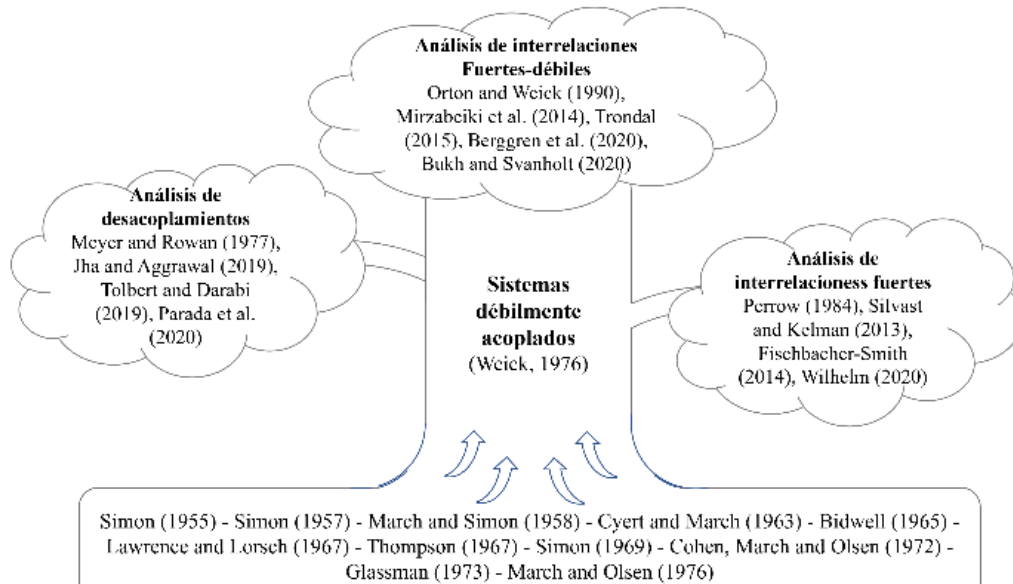 Análisis de interrelaciones
Fuertes-débiles
Orton and Weick (1990),
Mirzabeiki et al. (2014), Trondal
(2015), Berggren et al. (2020),
Bukh and Svanholt (2020)
Análisis de
desacoplamientos
Meyer and Rowan (1977),
Jha and Aggrawal (2019),
Tolbert and Darabi
(2019), Parada et al.
(2020)
Sistemas
débilmente
acoplados
(Weick, 1976)
Análisis de
interrelacioness fuertes
Perrow (1984), Silvast
and Kelman (2013),
Fischbacher-Smith
(2014), Wilhelm (2020)
Simon (1955) - Simon (1957) - March and Simon (1958) - Cyert and March (1963) - Bidwell (1965) -
Lawrence and Lorsch (1967) - Thompson (1967) - Simon (1969) - Cohen, March and Olsen (1972) -
Glassman (1973) - March and Olsen (1976)